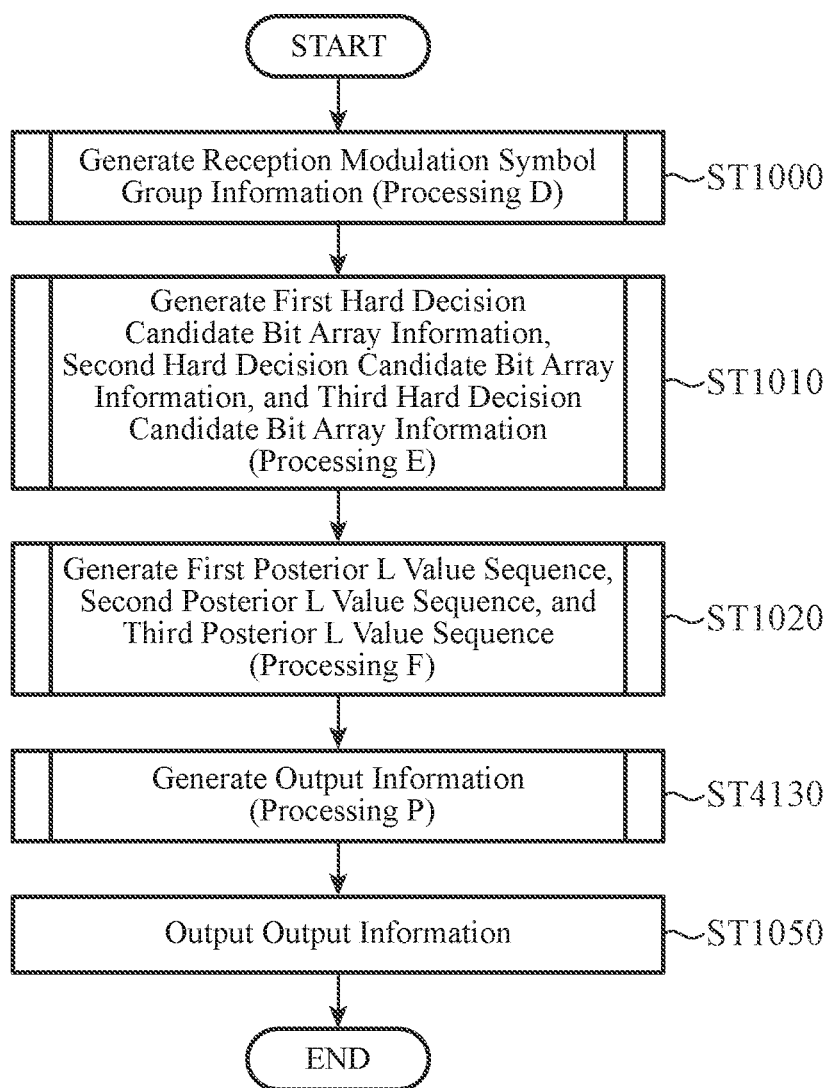 START
Generate Reception Modulation Symbol
Group Information (Processing D)
ST1000
Generate First Hard Decision
Candidate Bit Array Information,
Second Hard Decision Candidate Bit Array
Information, and Third Hard Decision
Candidate Bit Array Information
(Processing E)
ST1010
Generate First Posterior L Value Sequence,
Second Posterior L Value Sequence, and
Third Posterior L Value Sequence
(Processing F)
ST1020
Generate Output Information
(Processing P)
ST4130
Output Output Information
ST1050
END